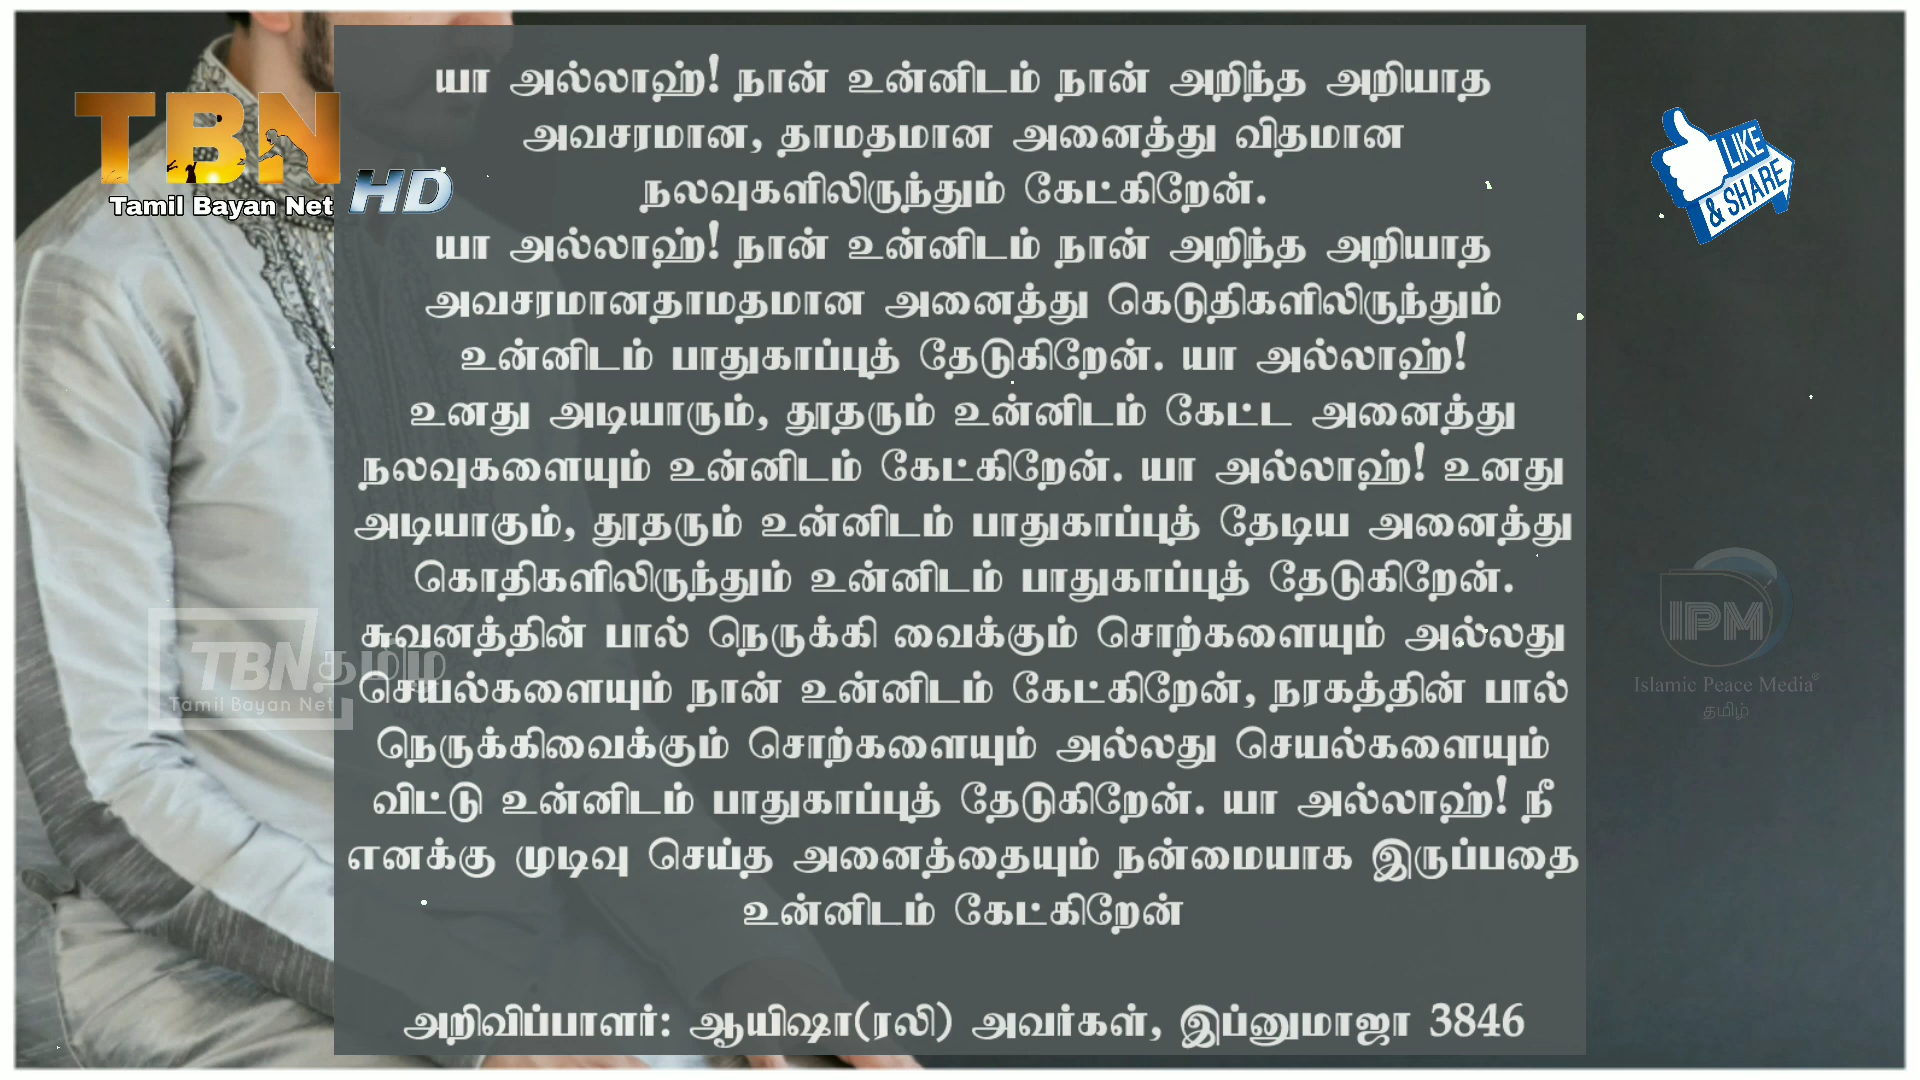 யா அல்லாஹ்! நான் உன்னிடம் நான் அறிந்த அறியாத
அவசரமான, தாமதமான அனைத்து விதமான
நலவுகளிலிருந்தும் கேட்கிறேன்.
யா அல்லாஹ்! நான் உன்னிடம் நான் அறிந்த அறியாத
அவசரமானதாமதமான அனைத்து கெடுதிகளிலிருந்தும்
உன்னிடம் பாதுகாப்புத் தேடுகிறேன். யா அல்லாஹ்!
உனது அடியாரும், தூதரும் உன்னிடம் கேட்ட அனைத்து
நலவுகளையும் உன்னிடம் கேட்கிறேன். யா அல்லாஹ்! உனது
அடியாகும், தூதரும் உன்னிடம் பாதுகாப்புத் தேடிய அனைத்து
கொதிகளிலிருந்தும் உன்னிடம் பாதுகாப்புத் தேடுகிறேன்.
சுவனத்தின் பால் நெருக்கி வைக்கும் சொற்களையும் அல்லது
செயல்களையும் நான் உன்னிடம் கேட்கிறேன், நரகத்தின் பால்
நெருக்கிவைக்கும் சொற்களையும் அல்லது செயல்களையும்
விட்டு உன்னிடம் பாதுகாப்புத் தேடுகிறேன். யா அல்லாஹ்! நீ
எனக்கு முடிவு செய்த அனைத்தையும் நன்மையாக இருப்பதை
உன்னிடம் கேட்கிறேன்
அறிவிப்பாளர்: ஆயிஷா(ரலி) அவர்கள், இப்னுமாஜா 3846
TBN HD
Tamil Bayan Net
LIKE
& SHARE
TBN தமிழ்
Tamil Bayan Net
IPM
Islamic Peace Media®
தமிழ்